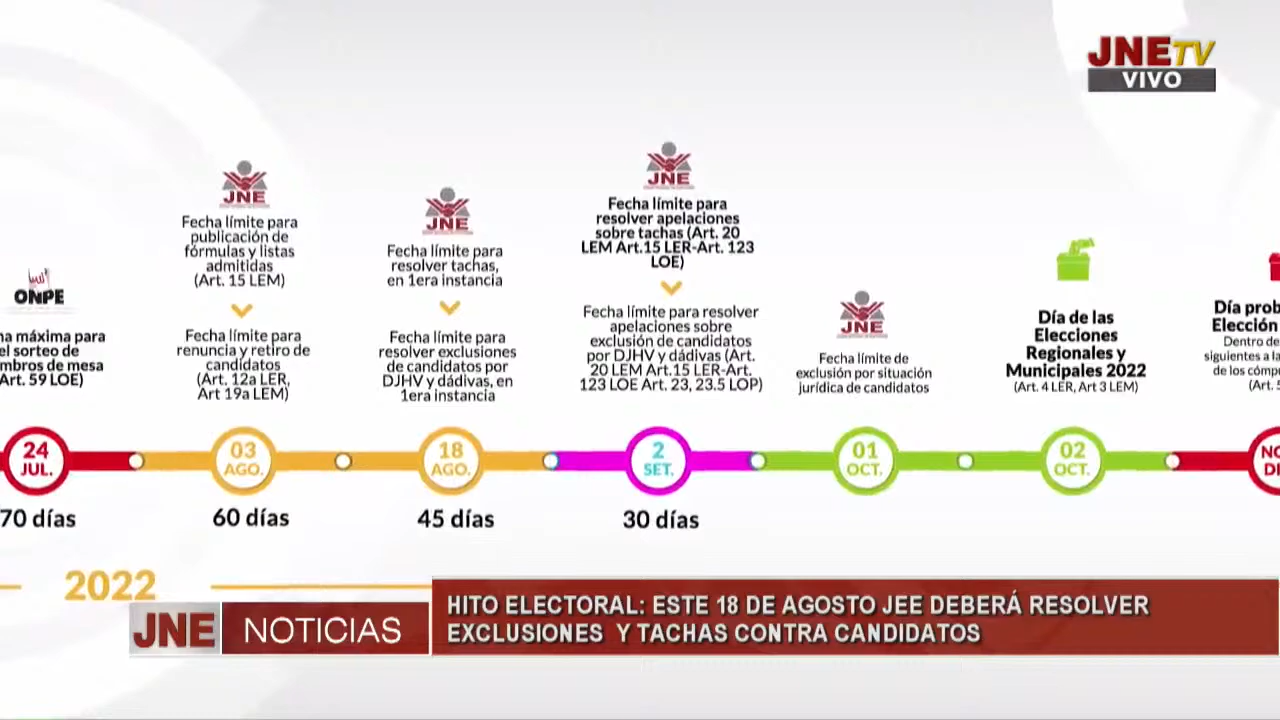 JNETV
VIVO
ONPE
ma máxima para
el sorteo de
mbros de mesa
Art. 59 LOE)
24
JUL.
70 días
JNE
Fecha límite para
publicación de
fórmulas y listas
admitidas
(Art. 15 LEM)
Fecha límite para
renuncia y retiro de
candidatos
(Art. 12a LER,
Art 19a LEM)
03
AGO.
60 días
JNE
Fecha límite para
resolver tachas,
en 1era instancia
Fecha límite para
resolver exclusiones
de candidatos por
DJHV y dádivas, en
1era instancia
18
AGO.
45 días
JNE
Fecha límite para
resolver apelaciones
sobre tachas (Art. 20
LEM Art.15 LER-Art. 123
LOE)
Fecha límite para resolver
apelaciones sobre
exclusión de candidatos
por DJHV y dádivas (Art.
20 LEM Art.15 LER-Art.
123 LOE Art. 23, 23.5 LOP)
2
SET.
30 días
JNE
Fecha límite de
exclusión por situación
jurídica de candidatos
01
OCT.
Día de las
Elecciones
Regionales y
Municipales 2022
(Art. 4 LER, Art 3 LEM)
02
OCT.
Día prob
Elección
Dentro de
siguientes a la
de los cómpu
(Art. 5
NO
DI
2022
JNE NOTICIAS
HITO ELECTORAL: ESTE 18 DE AGOSTO JEE DEBERÁ RESOLVER
EXCLUSIONES Y TACHAS CONTRA CANDIDATOS